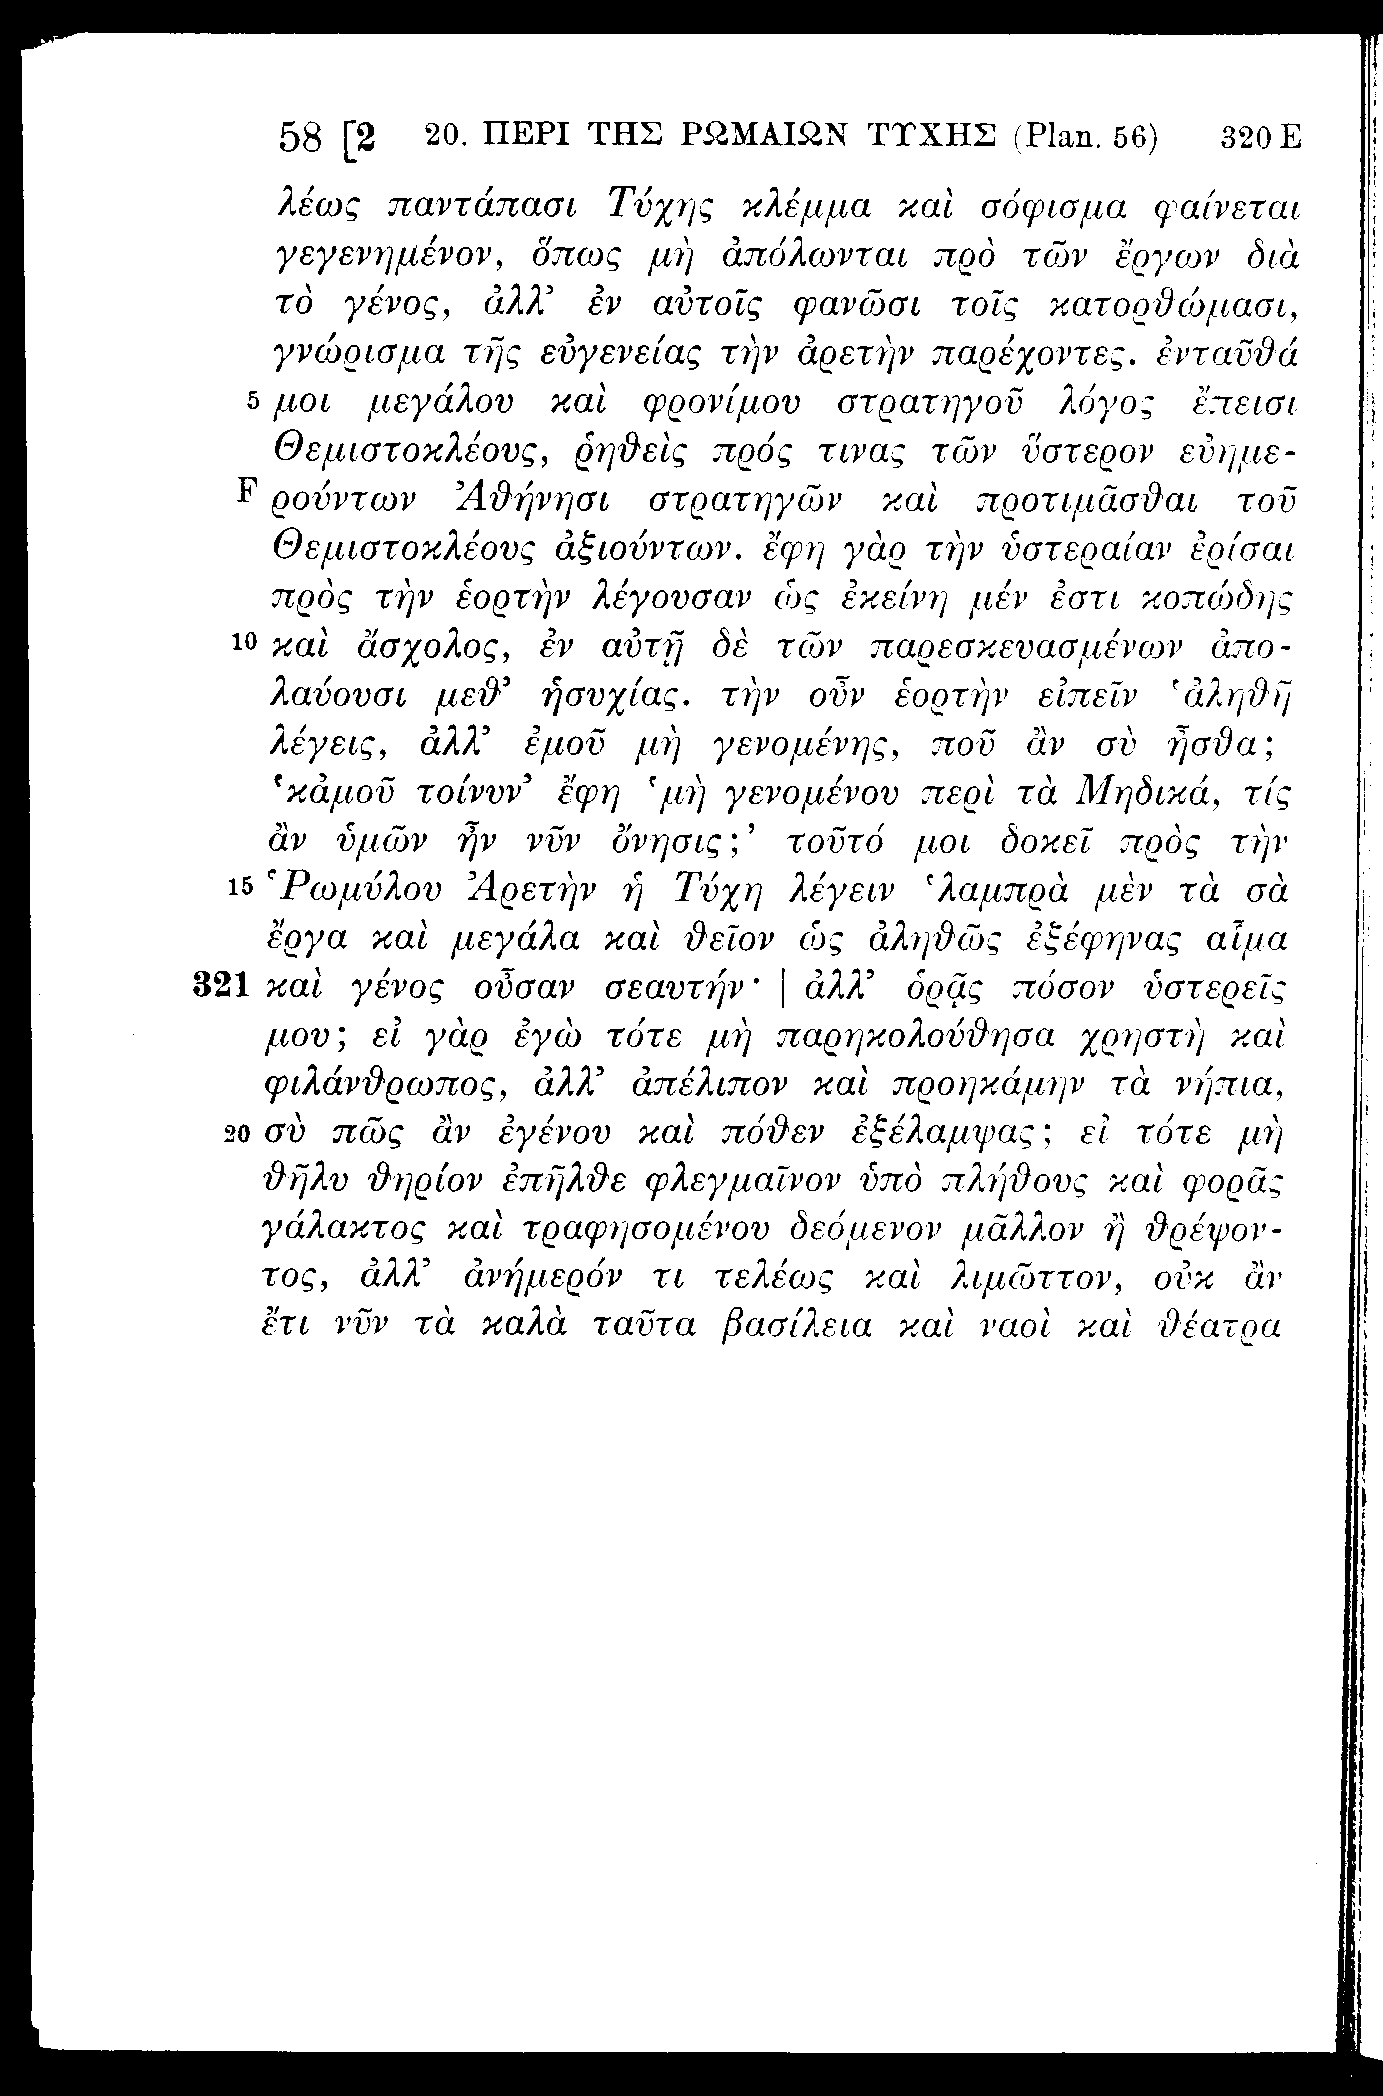 58 [2 20. ΠΕΡΙ ΤΗΣ ΡΩΜΑΙΩΝ ΤΥΧΗΣ (Plan. 56) 320 E
λέως παντάπασι Τύχης κλέμμα καὶ σόφισμα φαίνεται
γεγενημένον, ὅπως μὴ ἀπόλωνται πρὸ τῶν ἔργων διὰ
τὸ γένος, ἀλλ’ ἐν αὐτοῖς φανῶσι τοῖς κατορθώμασι,
γνώρισμα τῆς εὐγενείας τὴν ἀρετὴν παρέχοντες. ἐνταῦθά
5 μοι μεγάλου καὶ φρονίμου στρατηγοῦ λόγος ἔπεισι
Θεμιστοκλέους, ῥηθεὶς πρός τινας τῶν ὕστερον εὐημε-
F ρούντων Ἀθήνησι στρατηγῶν καὶ προτιμᾶσθαι τοῦ
Θεμιστοκλέους ἀξιούντων. ἔφη γὰρ τὴν ὑστεραίαν ἐρίσαι
πρὸς τὴν ἑορτὴν λέγουσαν ὡς ἐκείνη μέν ἐστι κοπώδης
10 καὶ ἄσχολος, ἐν αὐτῇ δὲ τῶν παρεσκευασμένων ἀπο-
λαύουσι μεθ’ ἡσυχίας. τὴν οὖν ἑορτὴν εἰπεῖν ‘ἀληθῆ
λέγεις, ἀλλ’ ἐμοῦ μὴ γενομένης, ποῦ ἂν σὺ ἦσθα;
‘κἀμοῦ τοίνυν’ ἔφη ‘μὴ γενομένου περὶ τὰ Μηδικά, τίς
ἂν ὑμῶν ἦν νῦν ὄνησις;’ τοῦτό μοι δοκεῖ πρὸς τὴν
15 Ῥωμύλου Ἀρετὴν ἡ Τύχη λέγειν ‘λαμπρὰ μὲν τὰ σὰ
ἔργα καὶ μεγάλα καὶ θεῖον ὡς ἀληθῶς ἐξέφηνας αἷμα
321 καὶ γένος οὖσαν σεαυτήν· | ἀλλ’ ὁρᾷς πόσον ὑστερεῖς
μου; εἰ γὰρ ἐγὼ τότε μὴ παρηκολούθησα χρηστὴ καὶ
φιλάνθρωπος, ἀλλ’ ἀπέλιπον καὶ προηκάμην τὰ νήπια,
20 σὺ πῶς ἂν ἐγένου καὶ πόθεν ἐξέλαμψας; εἰ τότε μὴ
θῆλυ θηρίον ἐπῆλθε φλεγμαῖνον ὑπὸ πλήθους καὶ φορᾶς
γάλακτος καὶ τραφησομένου δεόμενον μᾶλλον ἢ θρέψον-
τος, ἀλλ’ ἀνήμερόν τι τελέως καὶ λιμῶττον, οὐκ ἂν
ἔτι νῦν τὰ καλὰ ταῦτα βασίλεια καὶ ναοὶ καὶ θέατρα